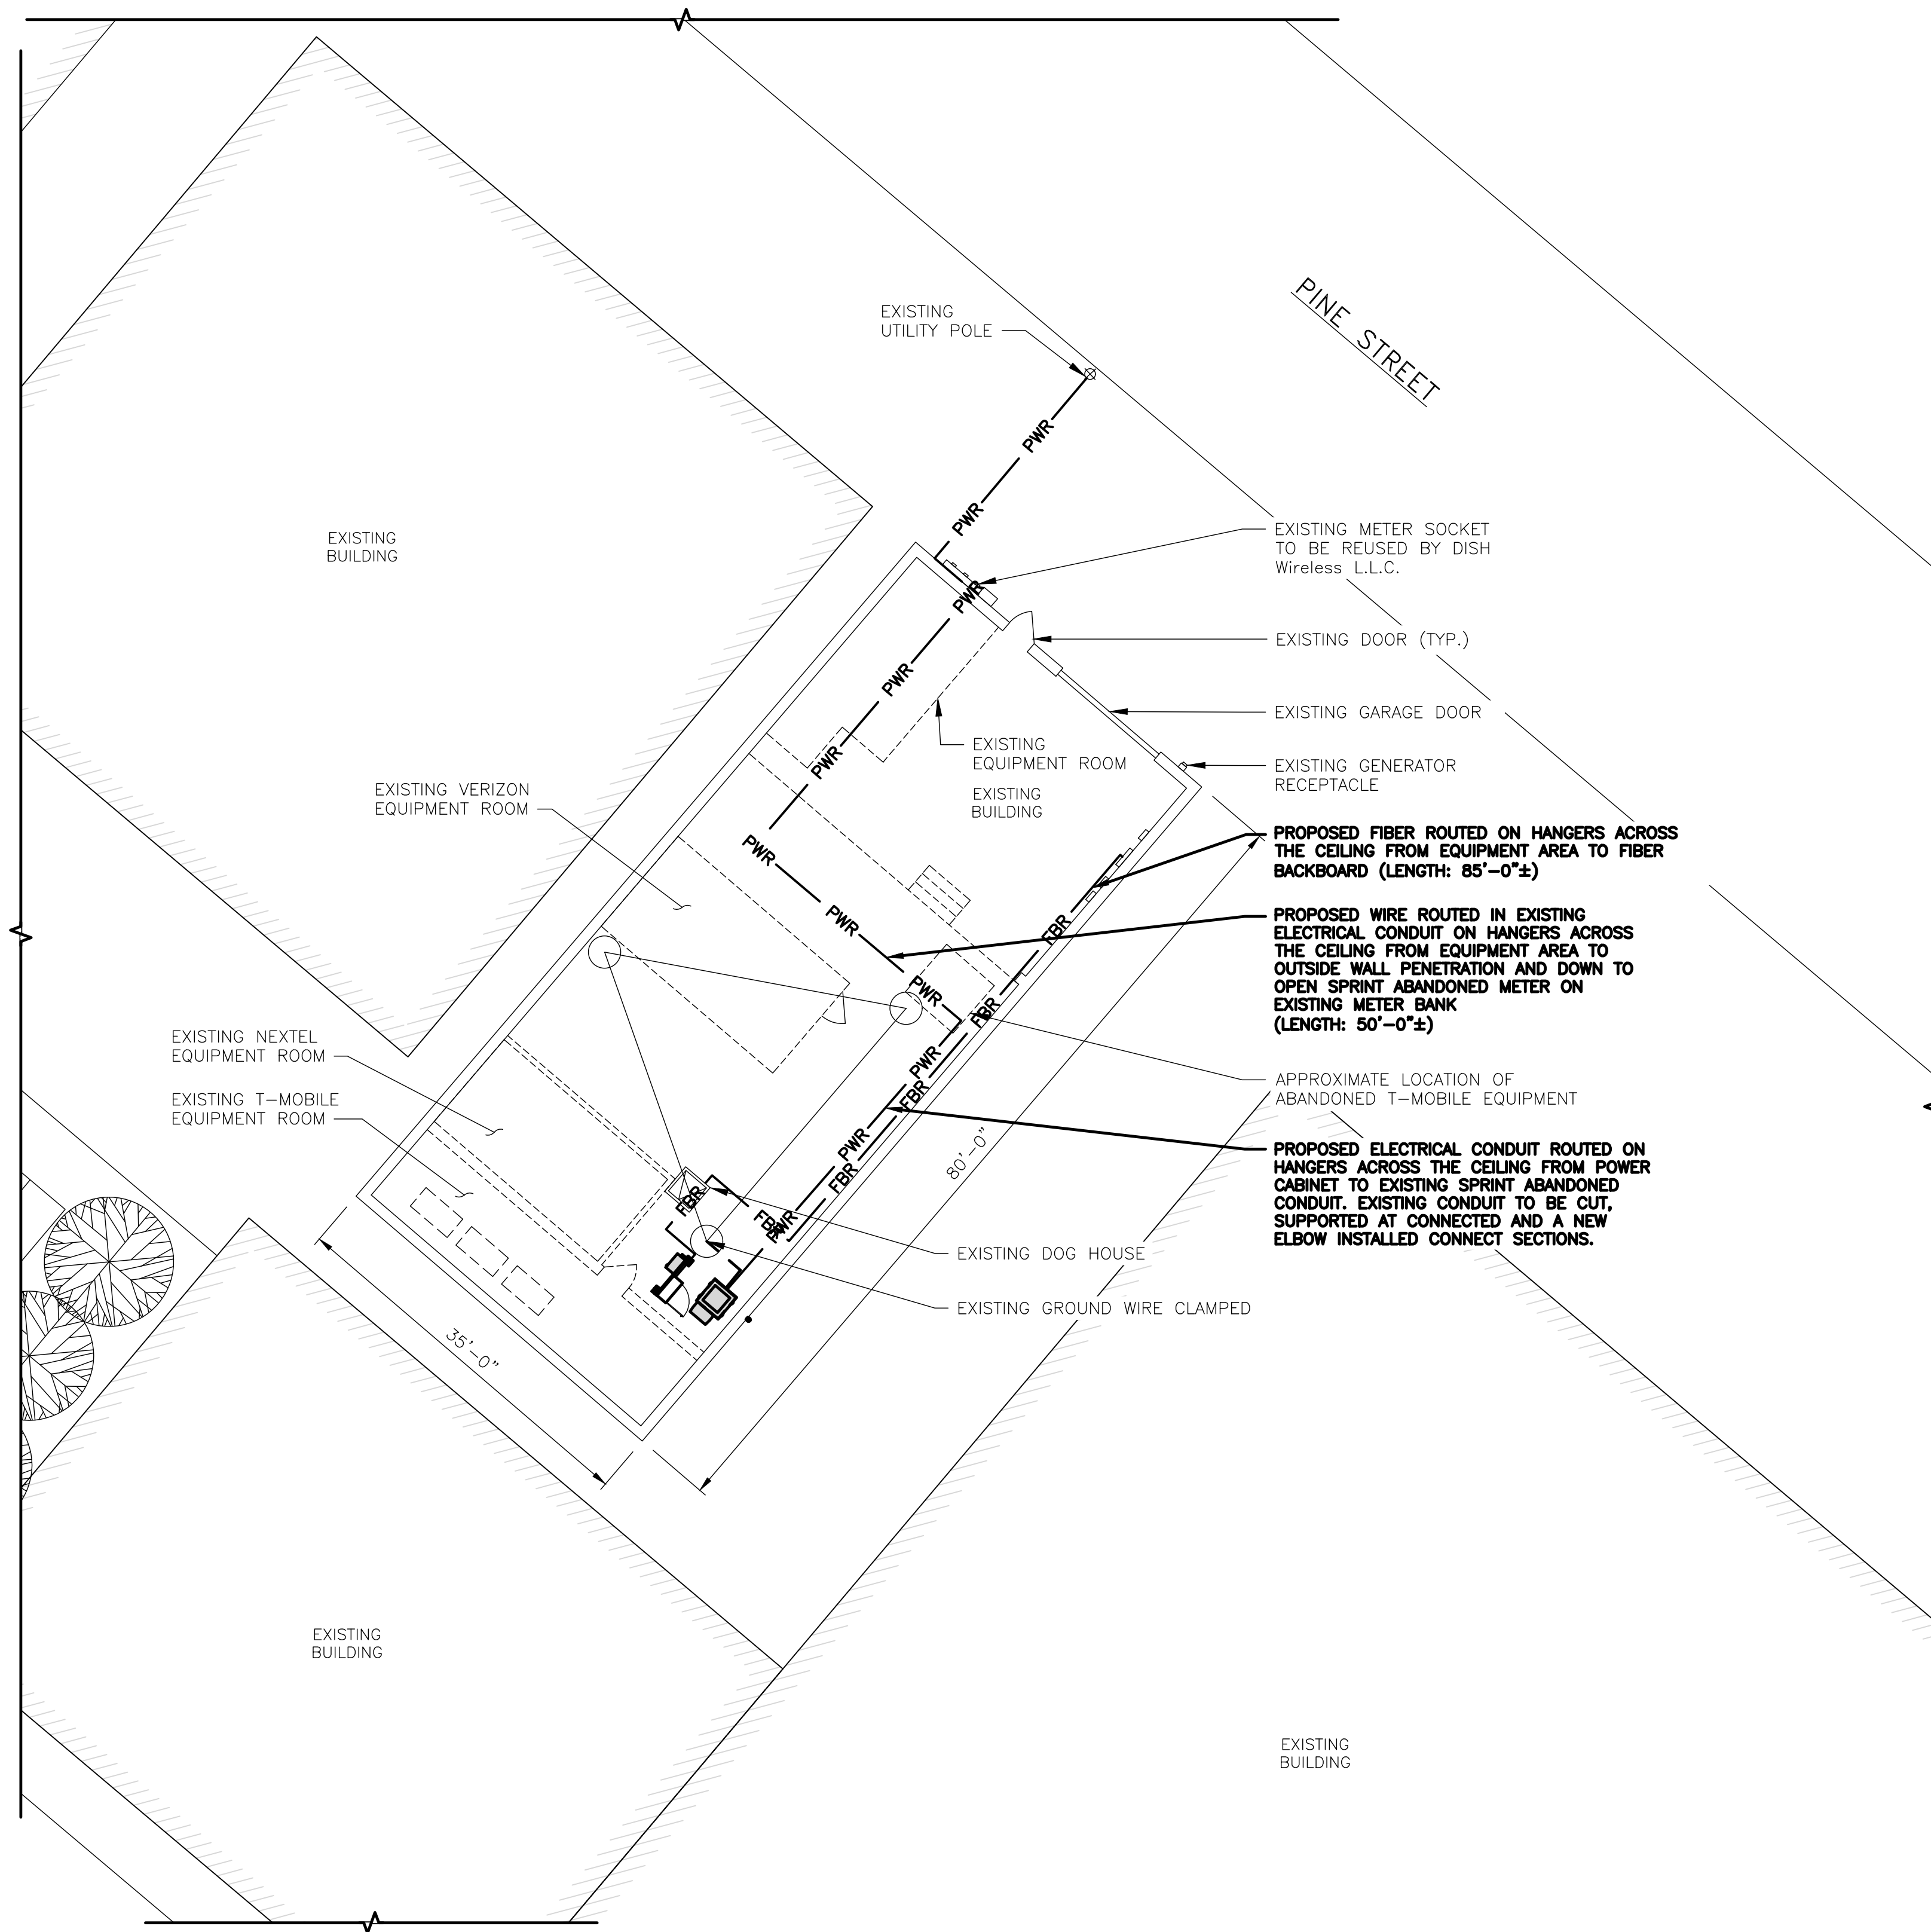 PINE STREET
EXISTING
UTILITY POLE
PWR
PWR
EXISTING
BUILDING
EXISTING METER SOCKET
TO BE REUSED BY DISH
Wireless L.L.C.
PWR
EXISTING DOOR (TYP.)
PWR
EXISTING GARAGE DOOR
EXISTING
EQUIPMENT ROOM
PWR
EXISTING GENERATOR
RECEPTACLE
EXISTING VERIZON
EQUIPMENT ROOM
EXISTING
BUILDING
PROPOSED FIBER ROUTED ON HANGERS ACROSS
THE CEILING FROM EQUIPMENT AREA TO FIBER
BACKBOARD (LENGTH: 85'-0"±)
PWR
PWR
FBR
PROPOSED WIRE ROUTED IN EXISTING
ELECTRICAL CONDUIT ON HANGERS ACROSS
THE CEILING FROM EQUIPMENT AREA TO
OUTSIDE WALL PENETRATION AND DOWN TO
OPEN SPRINT ABANDONED METER ON
EXISTING METER BANK
(LENGTH: 50'-0"±)
PWR
FBR
EXISTING NEXTEL
EQUIPMENT ROOM
PWR
FBR
APPROXIMATE LOCATION OF
ABANDONED T-MOBILE EQUIPMENT
EXISTING T-MOBILE
EQUIPMENT ROOM
PWR
FBR
80'-0"
PROPOSED ELECTRICAL CONDUIT ROUTED ON
HANGERS ACROSS THE CEILING FROM POWER
CABINET TO EXISTING SPRINT ABANDONED
CONDUIT. EXISTING CONDUIT TO BE CUT,
SUPPORTED AT CONNECTED AND A NEW
ELBOW INSTALLED CONNECT SECTIONS.
FBR
FBR
PWR
EXISTING DOG HOUSE
EXISTING GROUND WIRE CLAMPED
35'-0"
EXISTING
BUILDING
EXISTING
BUILDING